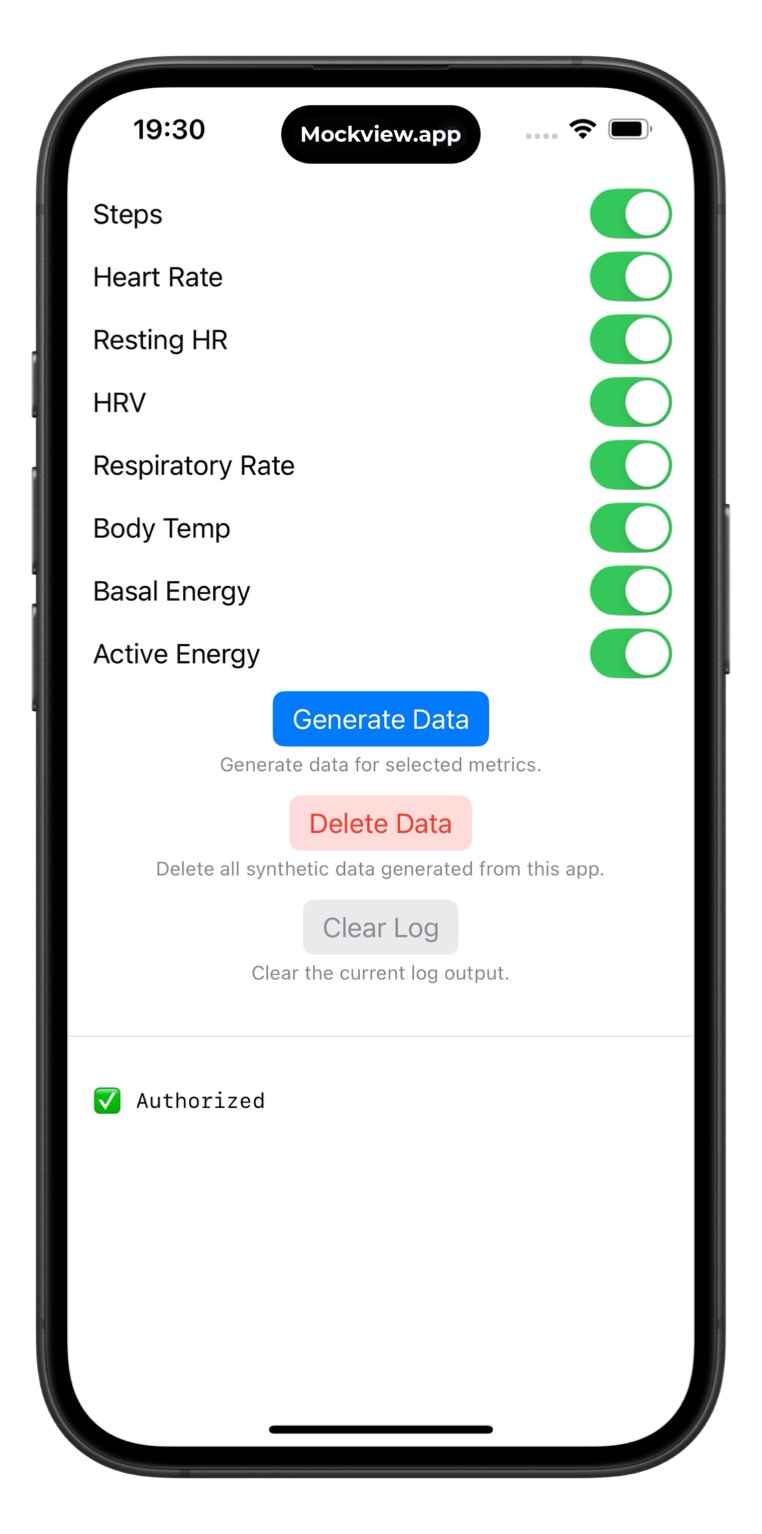 19:30
Mockview.app
Steps
Heart Rate
Resting HR
HRV
Respiratory Rate
Body Temp
Basal Energy
Active Energy
Generate Data
Generate data for selected metrics.
Delete Data
Delete all synthetic data generated from this app.
Clear Log
Clear the current log output.
✅ Authorized